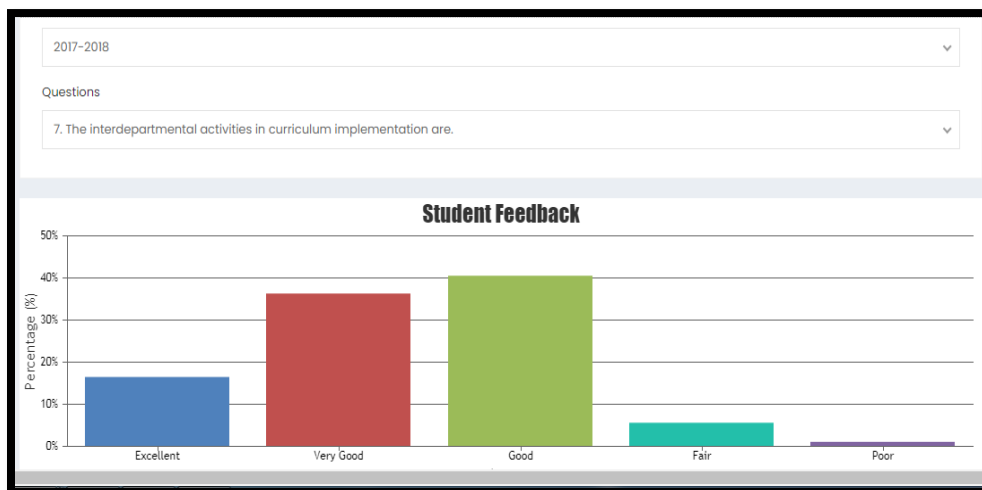 2017-2018
Questions
7. The interdepartmental activities in curriculum implementation are.
Student Feedback
Percentage (%)
50%
40%
30%
20%
10%
0%
Excellent Very Good Good Fair Poor